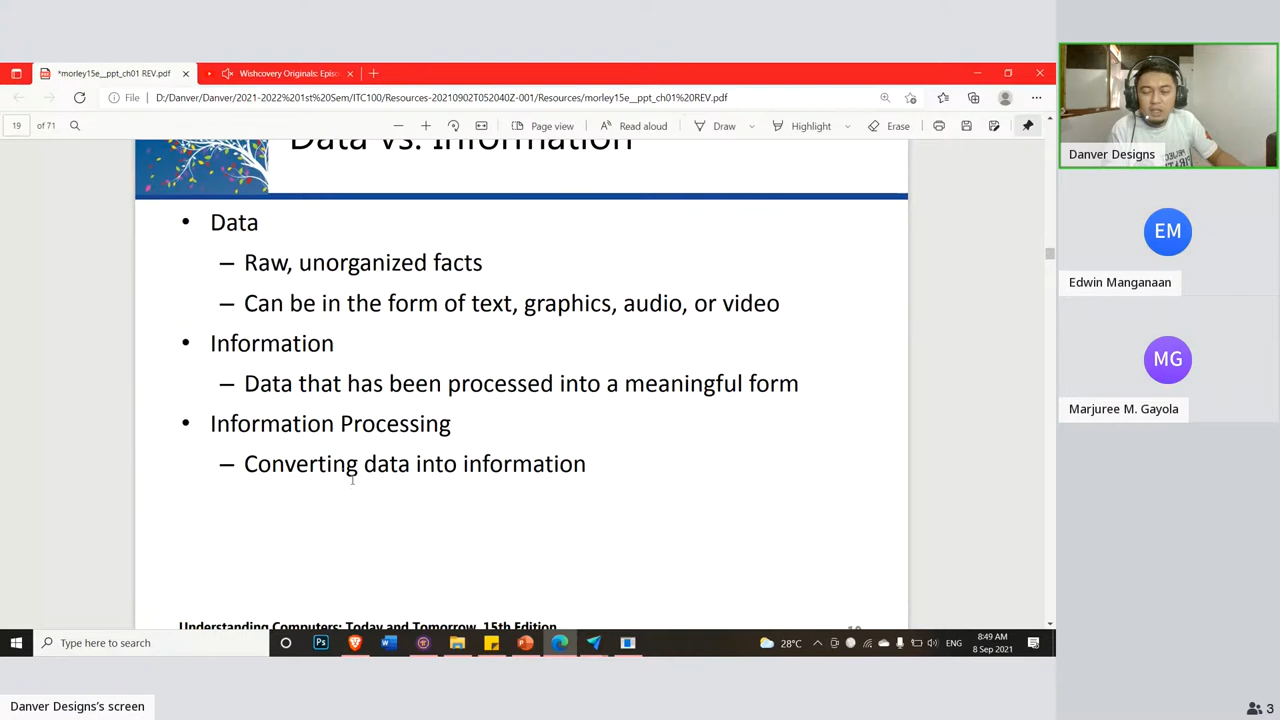 *morley15e__ppt_ch01 REV.pdf
Wishcovery Originals: Episo
File
D:/Danver/Danver/2021-2022%201st%20Sem/ITC100/Resources-20210902T052040Z-001/Resources/morley15e__ppt_ch01%20REV.pdf
19 of 71
Page view
Read aloud
Draw
Highlight
Erase
Data vs. Information
• Data
– Raw, unorganized facts
– Can be in the form of text, graphics, audio, or video
• Information
– Data that has been processed into a meaningful form
• Information Processing
– Converting data into information
Understanding Computers: Today and Tomorrow, 15th Edition
Type here to search
28°C
ENG
8:49 AM
8 Sep 2021
Danver Designs's screen
Danver Designs
EM
Edwin Manganaan
MG
Marjuree M. Gayola
3